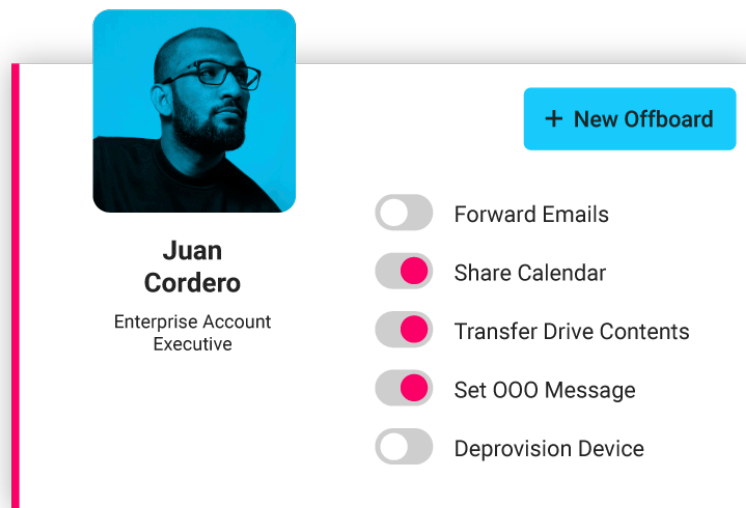 + New Offboard
Juan
Cordero
Enterprise Account
Executive
Forward Emails
Share Calendar
Transfer Drive Contents
Set OOO Message
Deprovision Device